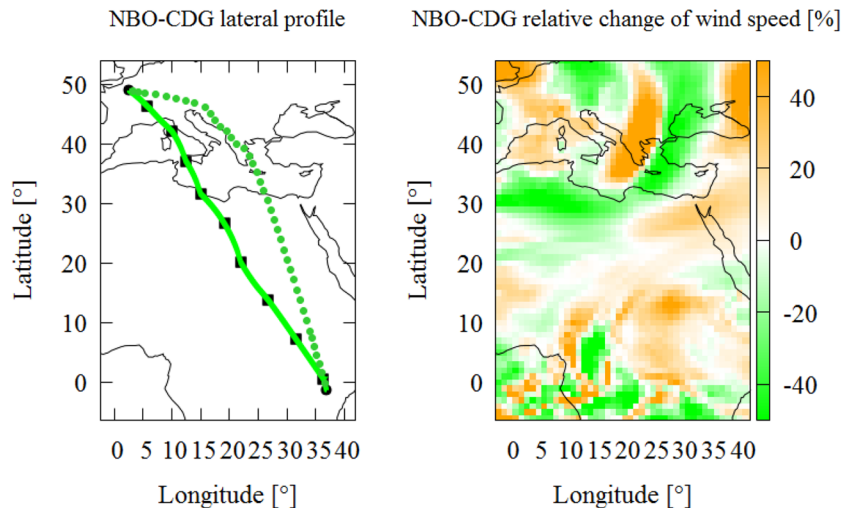 NBO-CDG lateral profile
50
40
30
20
10
0
0 5 10 15 20 25 30 35 40
Latitude [°]
Longitude [°]
NBO-CDG relative change of wind speed [%]
50
40
30
20
10
0
0 5 10 15 20 25 30 35 40
Latitude [°]
Longitude [°]
40
20
0
-20
-40